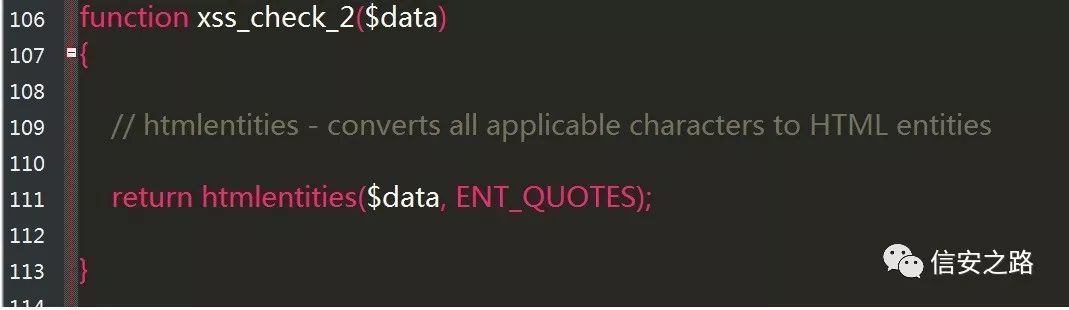 106 function xss_check_2($data)
107 {
108
109 // htmlentities - converts all applicable characters to HTML entities
110
111 return htmlentities($data, ENT_QUOTES);
112
113 }
信安之路
114